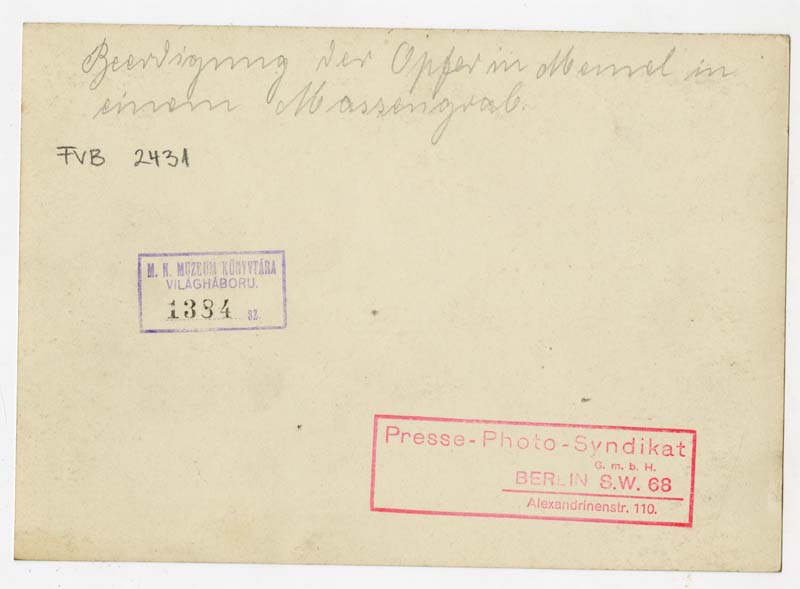 Beerdigung der Opfer in Memel in
einem Massengrab.
FVB 2431
M. N. MUZEUM KÖNYVTÁRA
VILÁGHÁBORU.
1384 SZ.
Presse-Photo-Syndikat
G. m. b. H.
BERLIN S.W. 68
Alexandrinenstr. 110.